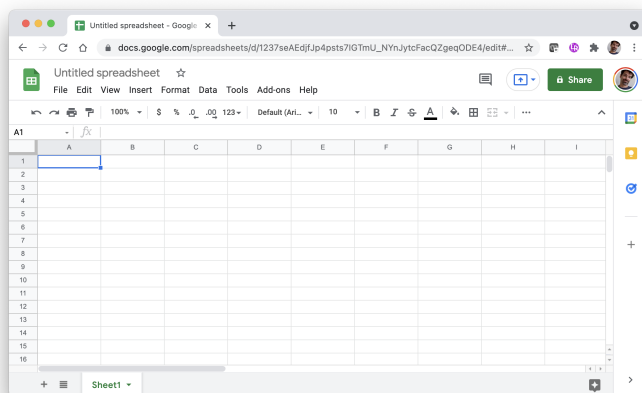 Untitled spreadsheet - Google
docs.google.com/spreadsheets/d/1237seAEdjfJp4psts7IGTmU_NYnJytcFacQZgeqODE4/edit#...
Untitled spreadsheet
File Edit View Insert Format Data Tools Add-ons Help
Share
100% $ % .0 .00 123 Default (Ari... 10 B I S A ...
A1 fx
A B C D E F G H I
1
2
3
4
5
6
7
8
9
10
11
12
13
14
15
16
+ Sheet1